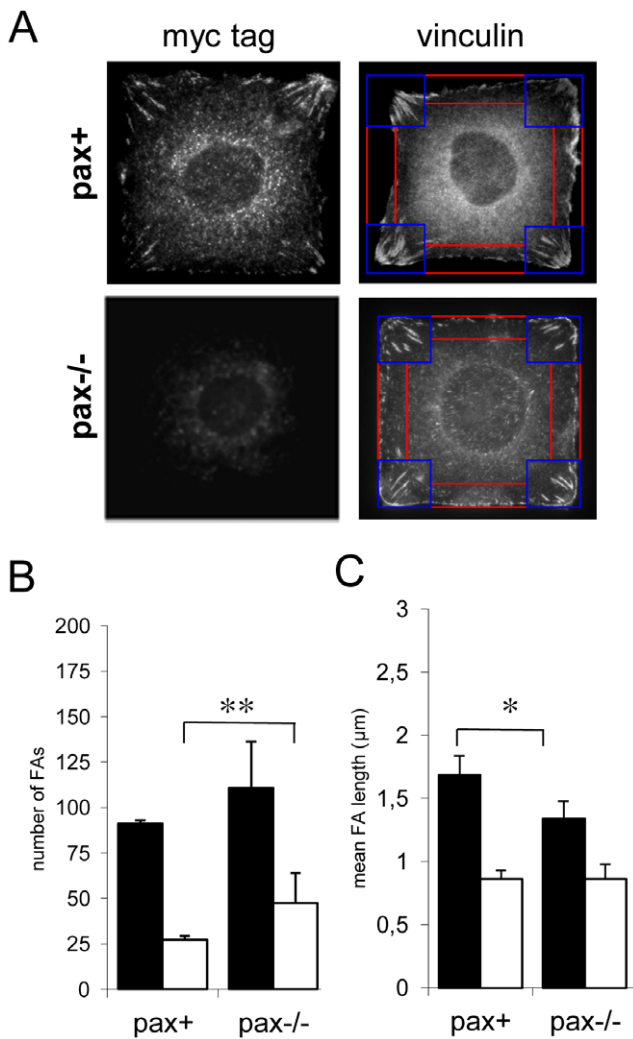 A
myc tag
vinculin
pax+
pax-/-
B
200
175
150
125
100
75
50
25
0
number of FAs
**
pax+
pax-/-
C
3
2,5
2
1,5
1
0,5
0
mean FA length (µm)
*
pax+
pax-/-